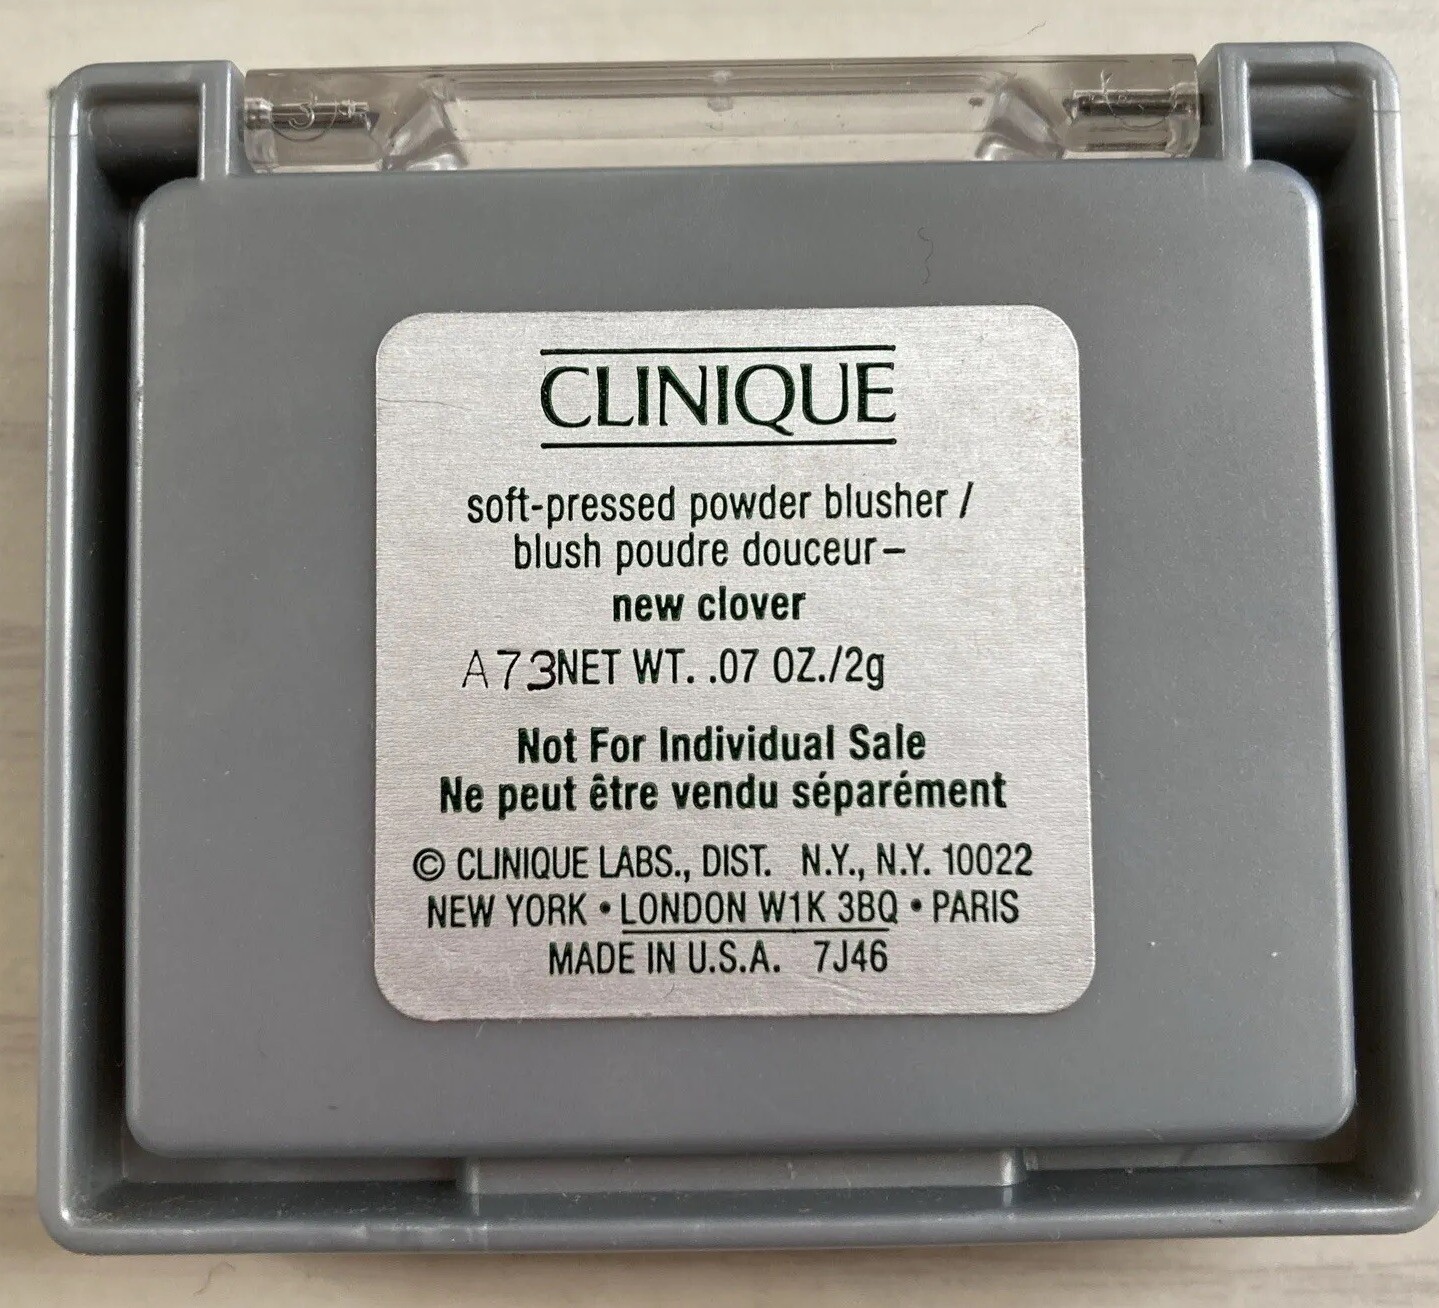 CLINIQUE
soft-pressed powder blusher /
blush poudre douceur–
new clover
A73NET WT. .07 OZ./2g
Not For Individual Sale
Ne peut être vendu séparément
© CLINIQUE LABS., DIST. N.Y., N.Y. 10022
NEW YORK • LONDON W1K 3BQ • PARIS
MADE IN U.S.A. 7J46